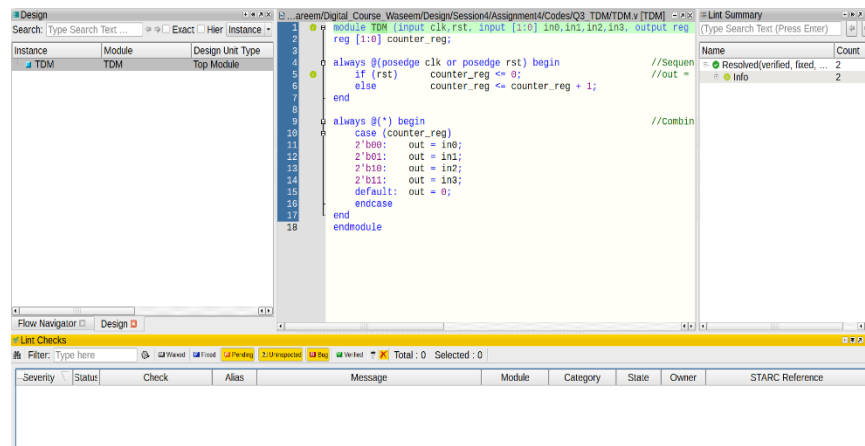 Design
Search: Type Search Text ... Exact Hier Instance
Instance Module Design Unit Type
TDM TDM Top Module
Flow Navigator Design
...areem/Digital_Course_Waseem/Design/Session4/Assignment4/Codes/Q3_TDM/TDM.v [TDM]
1 module TDM (input clk,rst, input [1:0] in0,in1,in2,in3, output reg
2 reg [1:0] counter_reg;
3
4 always @(posedge clk or posedge rst) begin //Sequen
5 if (rst) counter_reg <= 0; //out =
6 else counter_reg <= counter_reg + 1;
7 end
8
9 always @(*) begin //Combin
10 case (counter_reg)
11 2'b00: out = in0;
12 2'b01: out = in1;
13 2'b10: out = in2;
14 2'b11: out = in3;
15 default: out = 0;
16 endcase
17 end
18 endmodule
Lint Summary
(Type Search Text (Press Enter)
Name Count
Resolved(verified, fixed, ... 2
Info 2
Lint Checks
Filter: Type here Waived Fixed Pending Uninspected Bug Verified Total : 0 Selected : 0
Severity Status Check Alias Message Module Category State Owner STARC Reference